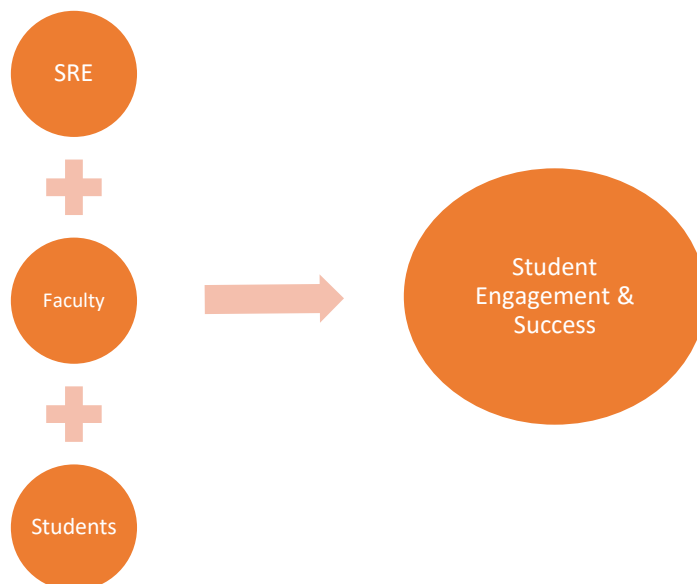 SRE
Faculty
Students
Student
Engagement &
Success